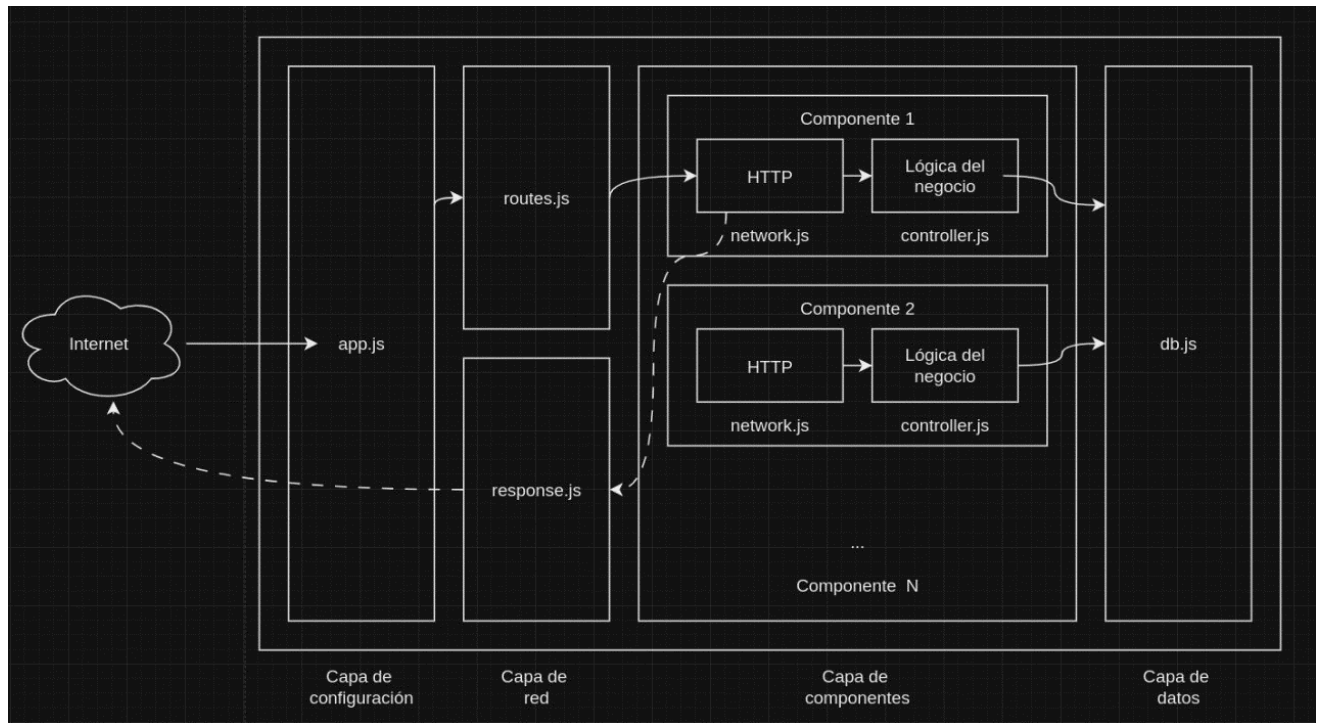 Internet
app.js
routes.js
response.js
Componente 1
HTTP
network.js
Lógica del
negocio
controller.js
Componente 2
HTTP
network.js
Lógica del
negocio
controller.js
...
Componente N
db.js
Capa de
configuración
Capa de
red
Capa de
componentes
Capa de
datos